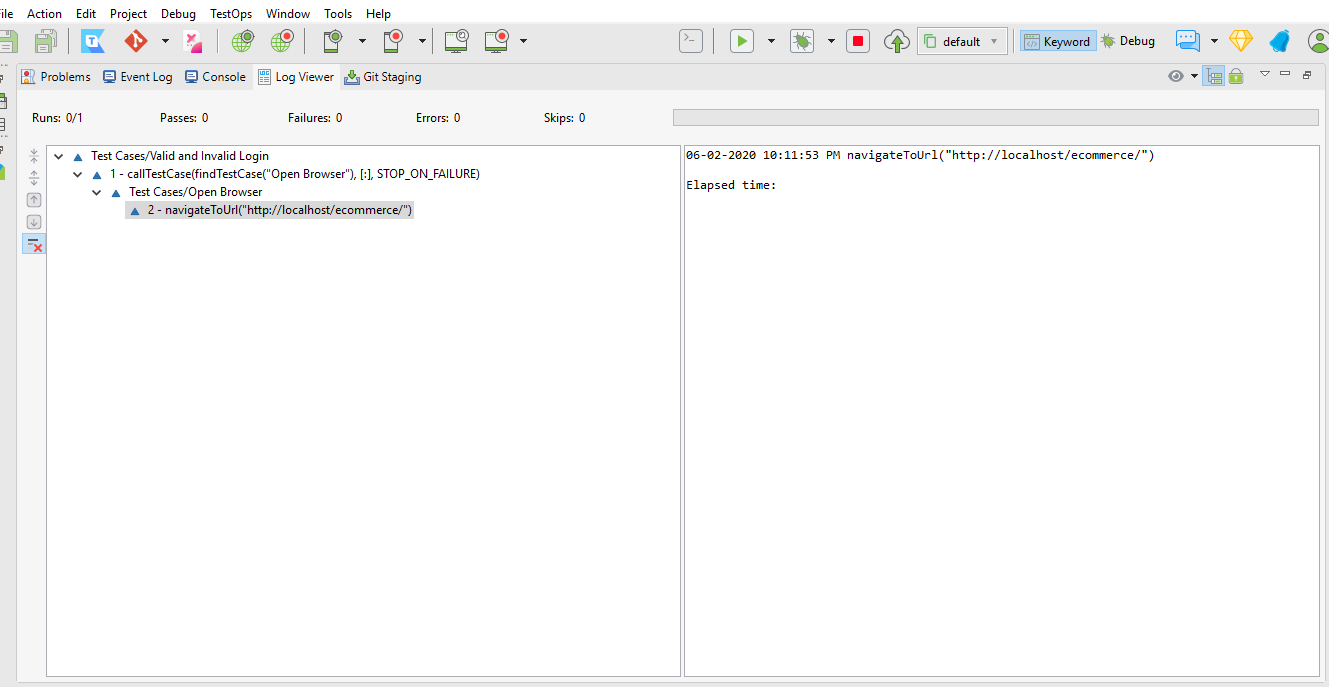 ile Action Edit Project Debug TestOps Window Tools Help
default Keyword Debug
Problems Event Log Console Log Viewer Git Staging
Runs: 0/1 Passes: 0 Failures: 0 Errors: 0 Skips: 0
Test Cases/Valid and Invalid Login
1 - callTestCase(findTestCase("Open Browser"), [:], STOP_ON_FAILURE)
Test Cases/Open Browser
2 - navigateToUrl("http://localhost/ecommerce/")
06-02-2020 10:11:53 PM navigateToUrl("http://localhost/ecommerce/")
Elapsed time: